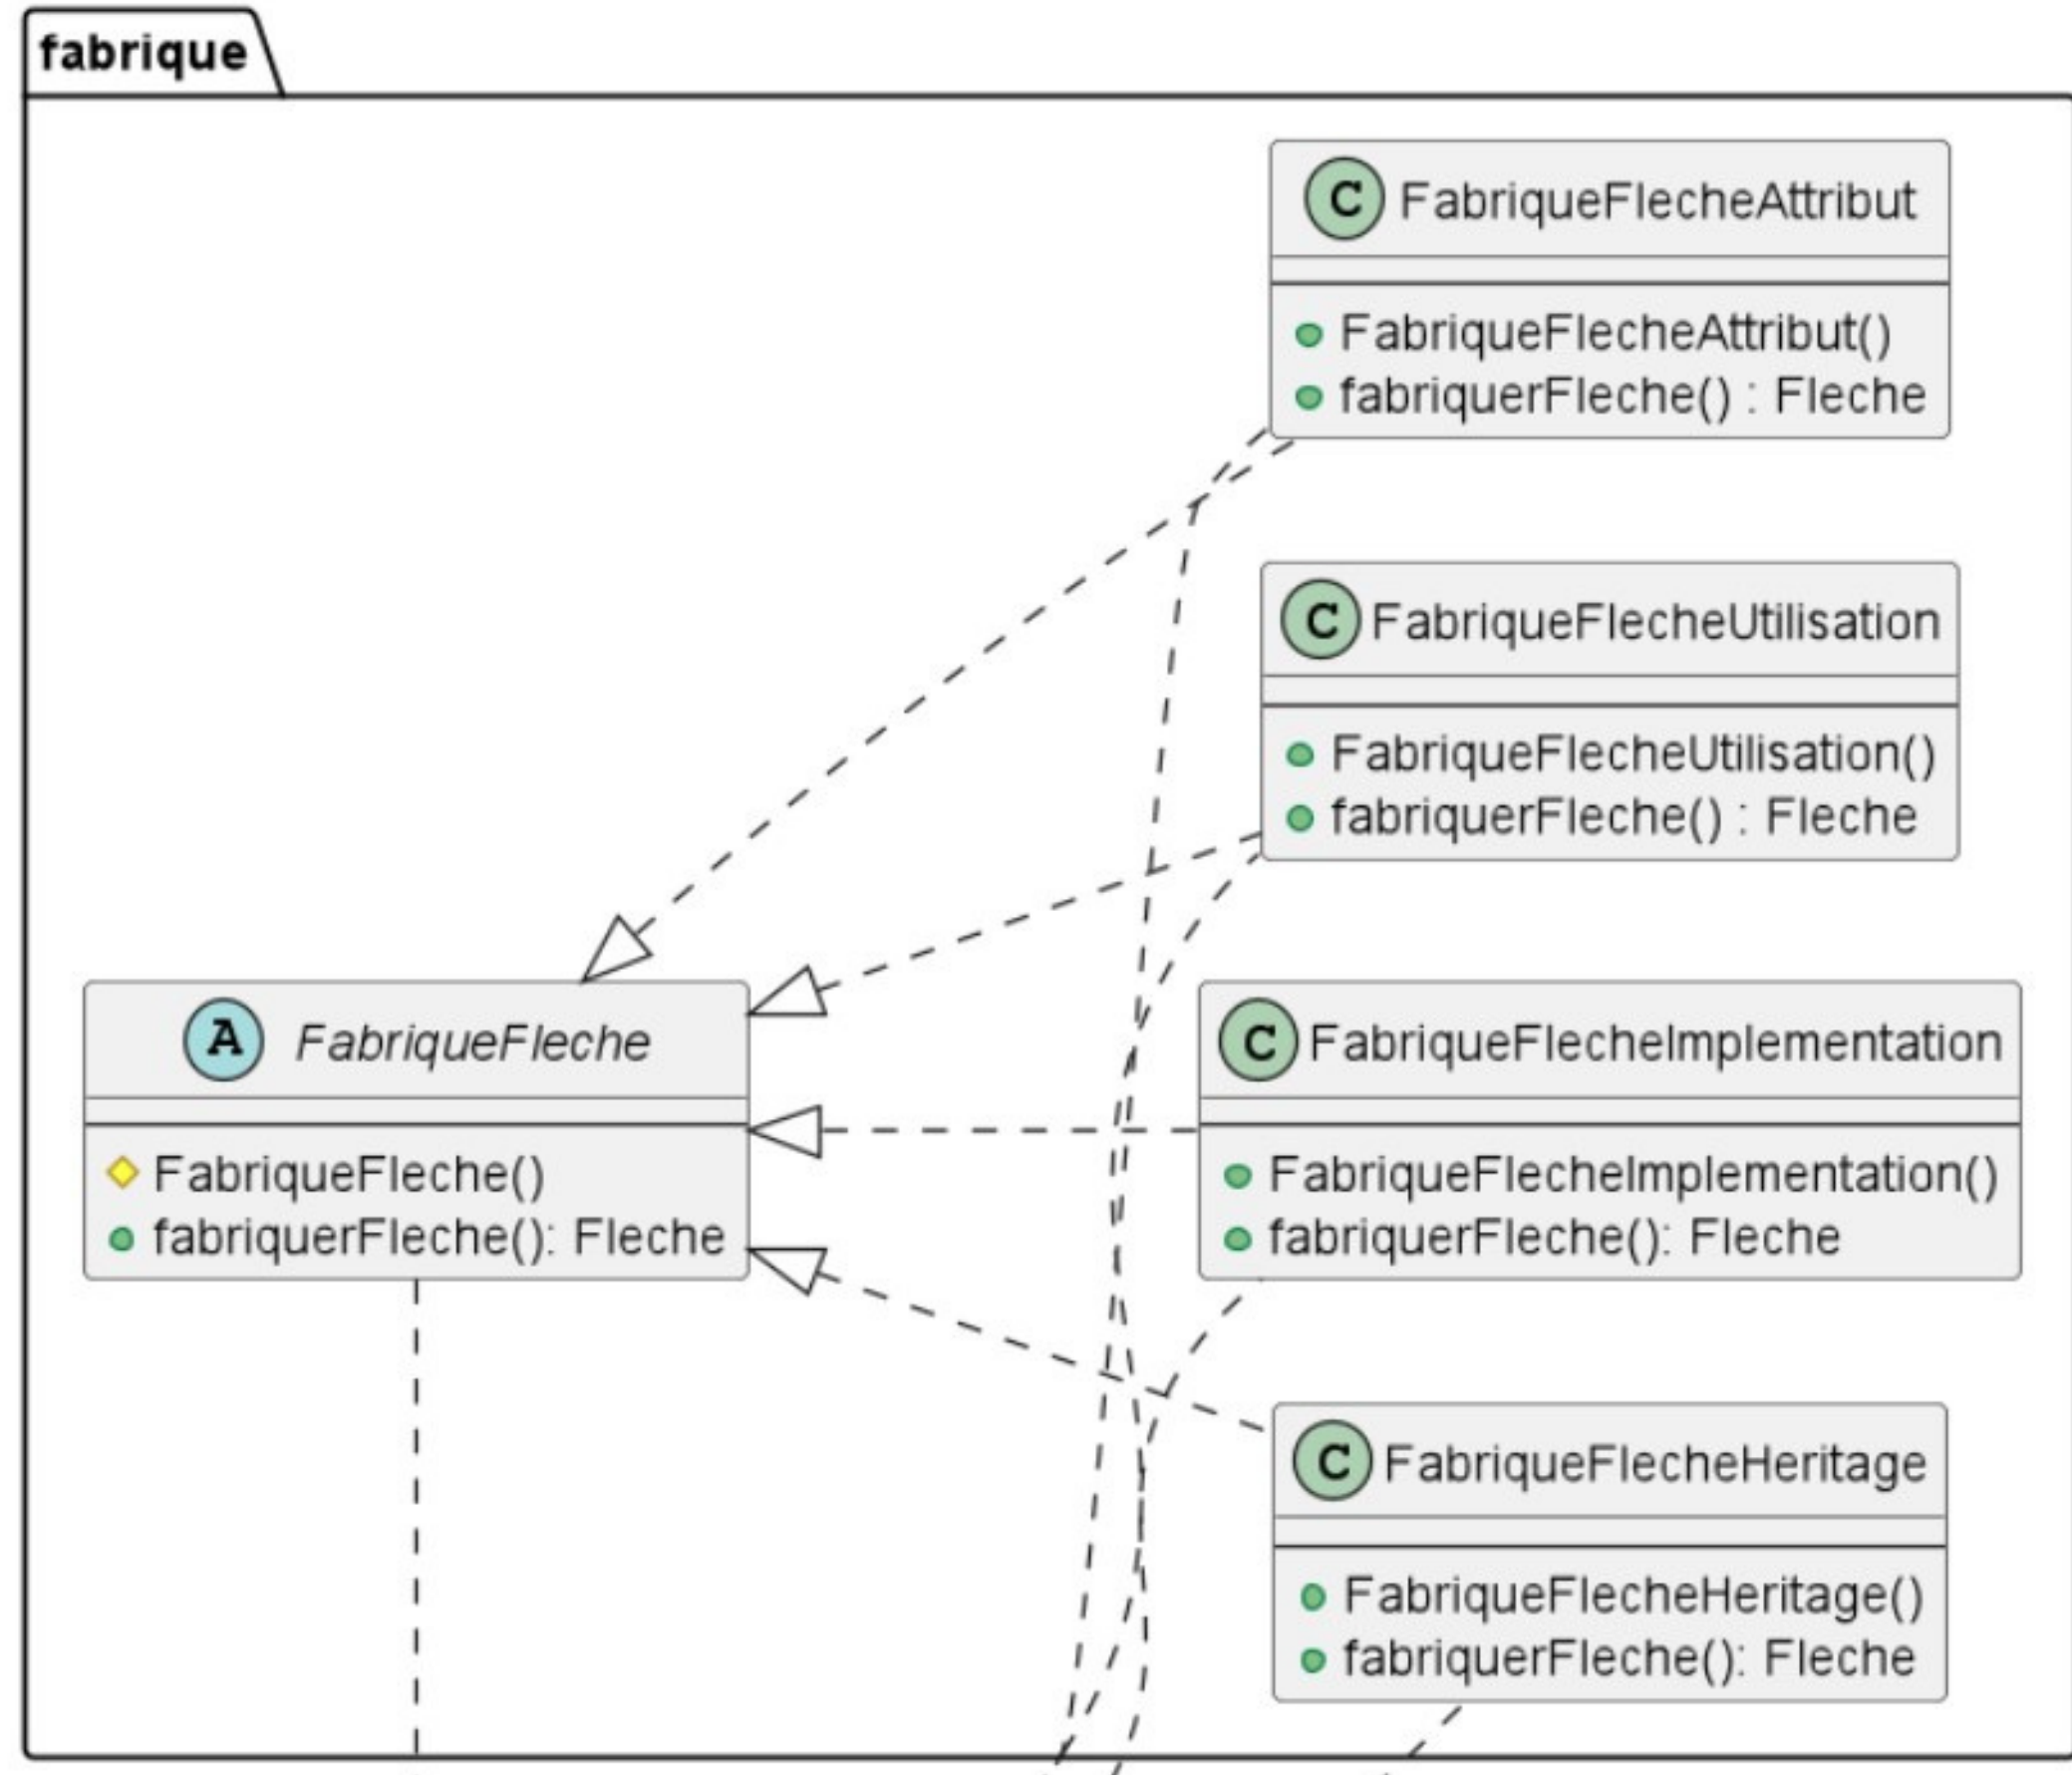 fabrique
C FabriqueFlecheAttribut
FabriqueFlecheAttribut()
fabriquerFleche() : Fleche
C FabriqueFlecheUtilisation
FabriqueFlecheUtilisation()
fabriquerFleche() : Fleche
A FabriqueFleche
FabriqueFleche()
fabriquerFleche(): Fleche
C FabriqueFlecheImplementation
FabriqueFlecheImplementation()
fabriquerFleche(): Fleche
C FabriqueFlecheHeritage
FabriqueFlecheHeritage()
fabriquerFleche(): Fleche